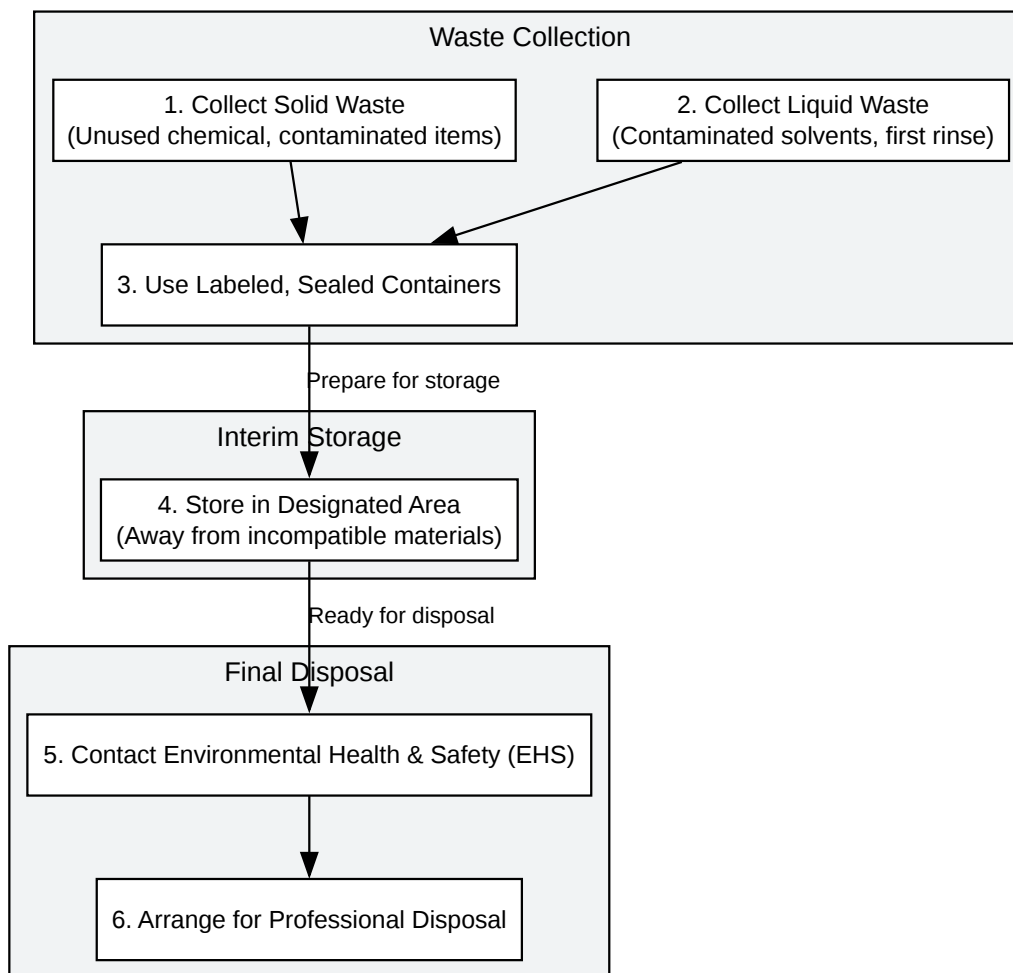 Waste Collection
1. Collect Solid Waste
(Unused chemical, contaminated items)
2. Collect Liquid Waste
(Contaminated solvents, first rinse)
3. Use Labeled, Sealed Containers
Prepare for storage
Interim Storage
4. Store in Designated Area
(Away from incompatible materials)
Ready for disposal
Final Disposal
5. Contact Environmental Health & Safety (EHS)
6. Arrange for Professional Disposal